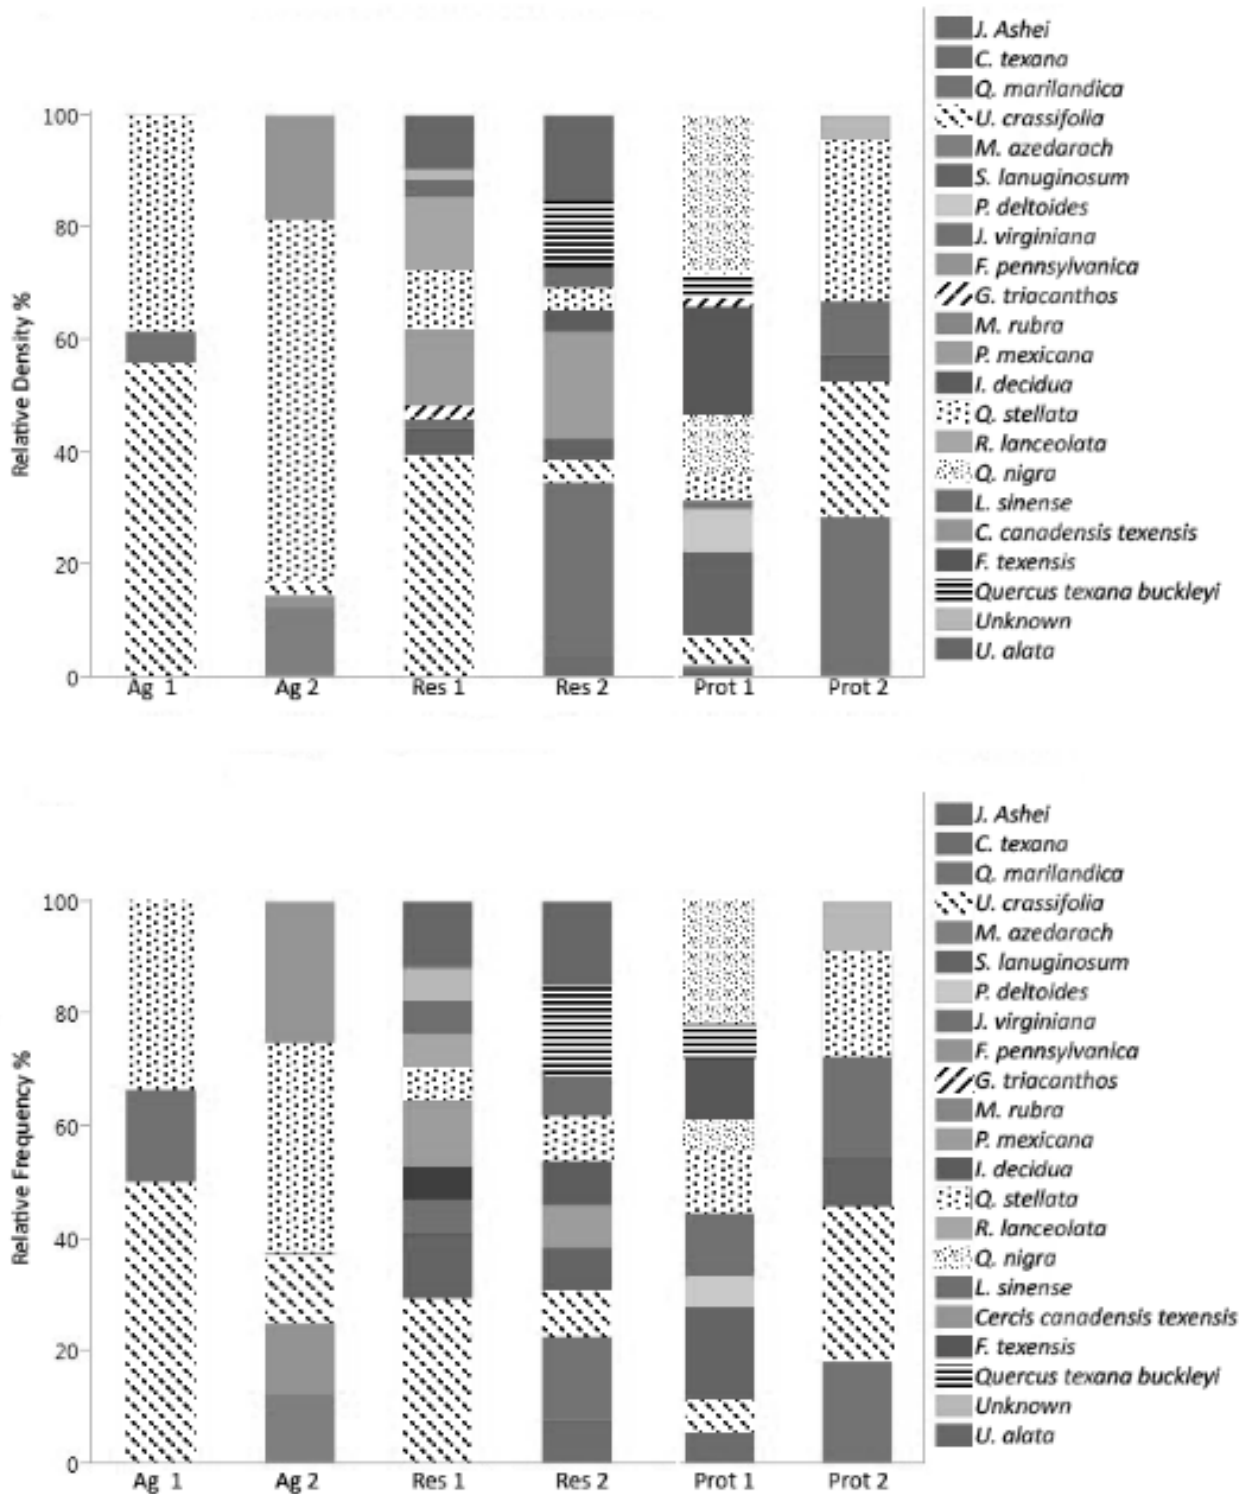 J. Ashei
C. texana
Q. marilandica
U. crassifolia
M. azedarach
S. lanuginosum
P. deltoides
J. virginiana
F. pennsylvanica
G. triacanthos
M. rubra
P. mexicana
I. decidua
Q. stellata
R. lanceolata
Q. nigra
L. sinense
C. canadensis texensis
F. texensis
Quercus texana buckleyi
Unknown
U. alata
Relative Density %
100
80
60
40
20
0
Ag 1 Ag 2 Res 1 Res 2 Prot 1 Prot 2
J. Ashei
C. texana
Q. marilandica
U. crassifolia
M. azedarach
S. lanuginosum
P. deltoides
J. virginiana
F. pennsylvanica
G. triacanthos
M. rubra
P. mexicana
I. decidua
Q. stellata
R. lanceolata
Q. nigra
L. sinense
Cercis canadensis texensis
F. texensis
Quercus texana buckleyi
Unknown
U. alata
Relative Frequency %
100
80
60
40
20
0
Ag 1 Ag 2 Res 1 Res 2 Prot 1 Prot 2